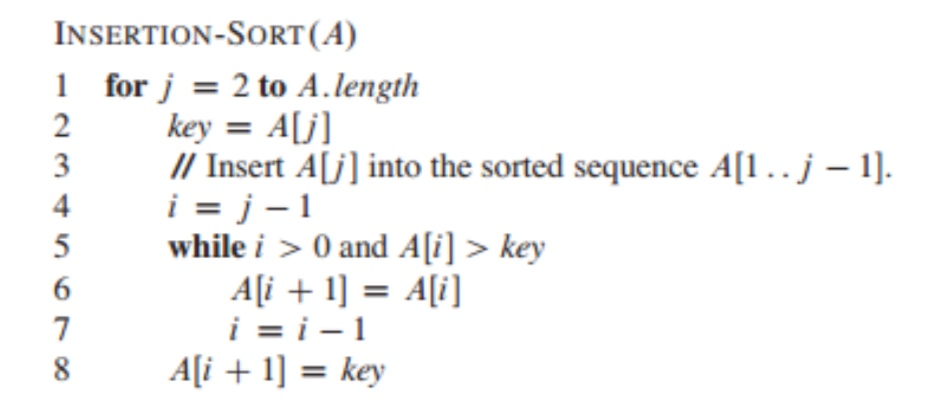 INSERTION-SORT(A)
1 for j = 2 to A.length
2 key = A[j]
3 // Insert A[j] into the sorted sequence A[1 . . j − 1].
4 i = j − 1
5 while i > 0 and A[i] > key
6 A[i + 1] = A[i]
7 i = i − 1
8 A[i + 1] = key